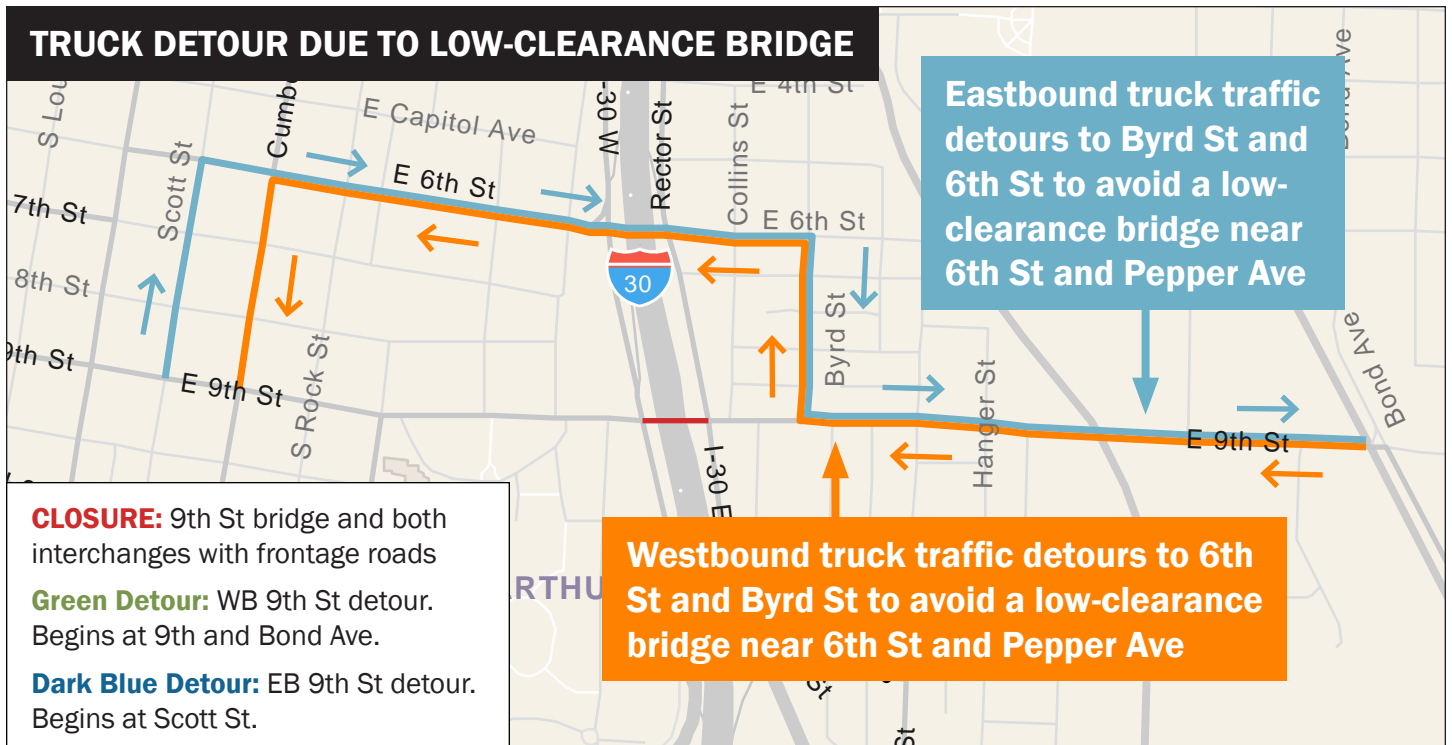 TRUCK DETOUR DUE TO LOW-CLEARANCE BRIDGE
Eastbound truck traffic
detours to Byrd St and
6th St to avoid a low-
clearance bridge near
6th St and Pepper Ave
E 4th St
E Capitol Ave
Scott St
Rector St
Collins St
E 6th St
E 6th St
7th St
8th St
30
Byrd St
Bond Ave
E 9th St
S Rock St
Hanger St
E 9th St
Westbound truck traffic detours to 6th
St and Byrd St to avoid a low-clearance
bridge near 6th St and Pepper Ave
CLOSURE: 9th St bridge and both
interchanges with frontage roads
Green Detour: WB 9th St detour.
Begins at 9th and Bond Ave.
Dark Blue Detour: EB 9th St detour.
Begins at Scott St.